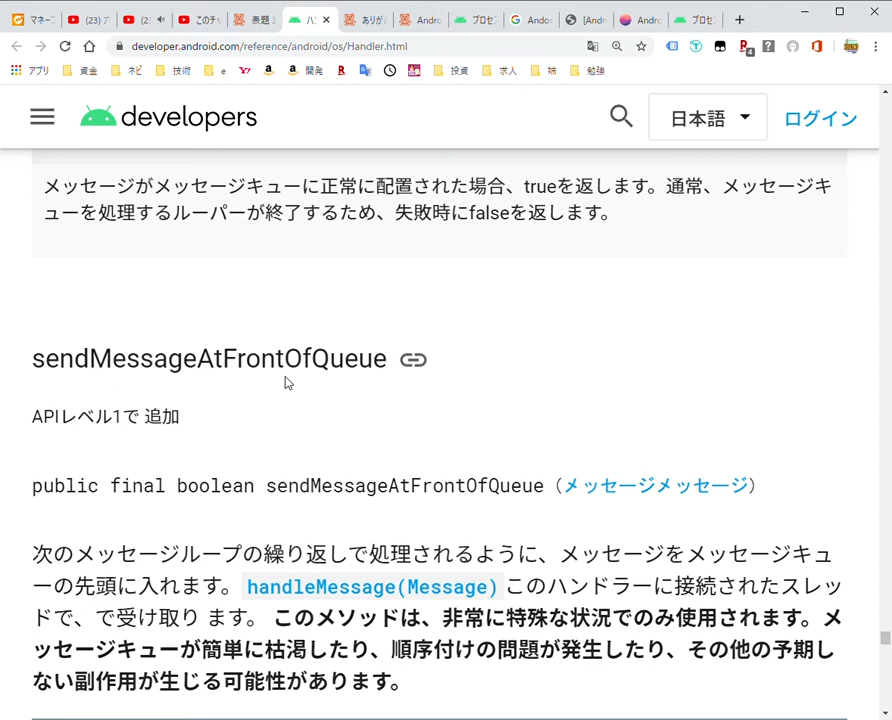 マネー
(23) ア
(23
このチャ
表題 1
ハン
ありがと
Andro
プロセス
Andor
[And
Andro
プロセス
developer.android.com/reference/android/os/Handler.html
アプリ 資金 ネビ 技術 e 開発 投資 求人 姉 勉強
developers 日本語 ログイン
メッセージがメッセージキューに正常に配置された場合、trueを返します。通常、メッセージキ
ューを処理するルーパーが終了するため、失敗時にfalseを返します。
sendMessageAtFrontOfQueue
APIレベル1で 追加
public final boolean sendMessageAtFrontOfQueue（メッセージメッセージ）
次のメッセージループの繰り返しで処理されるように、メッセージをメッセージキュ
ーの先頭に入れます。handleMessage(Message) このハンドラーに接続されたスレッ
ドで、で受け取り ます。 このメソッドは、非常に特殊な状況でのみ使用されます。メ
ッセージキューが簡単に枯渇したり、順序付けの問題が発生したり、その他の予期し
ない副作用が生じる可能性があります。